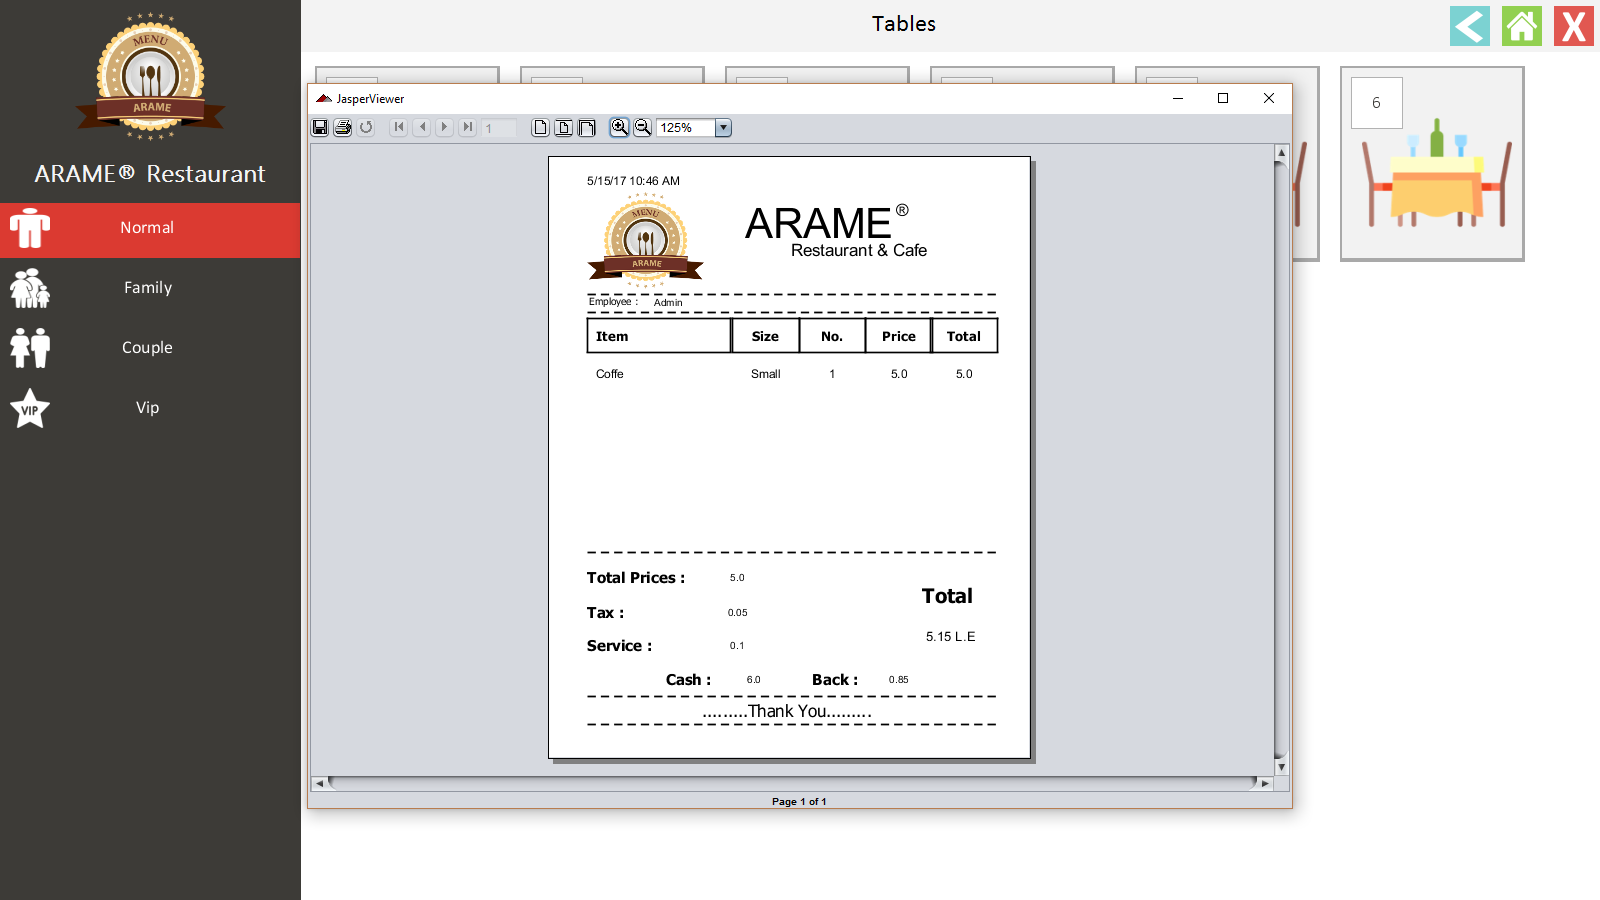 MENU
ARAME
ARAME® Restaurant
Normal
Family
Couple
VIP
Vip
Tables
X
6
JasperViewer
1
125%
5/15/17 10:46 AM
MENU
ARAME
ARAME®
Restaurant & Cafe
Employee : Admin
Item Size No. Price Total
Coffe Small 1 5.0 5.0
Total Prices : 5.0
Total
Tax : 0.05
5.15 L.E
Service : 0.1
Cash : 6.0 Back : 0.85
.........Thank You.........
Page 1 of 1